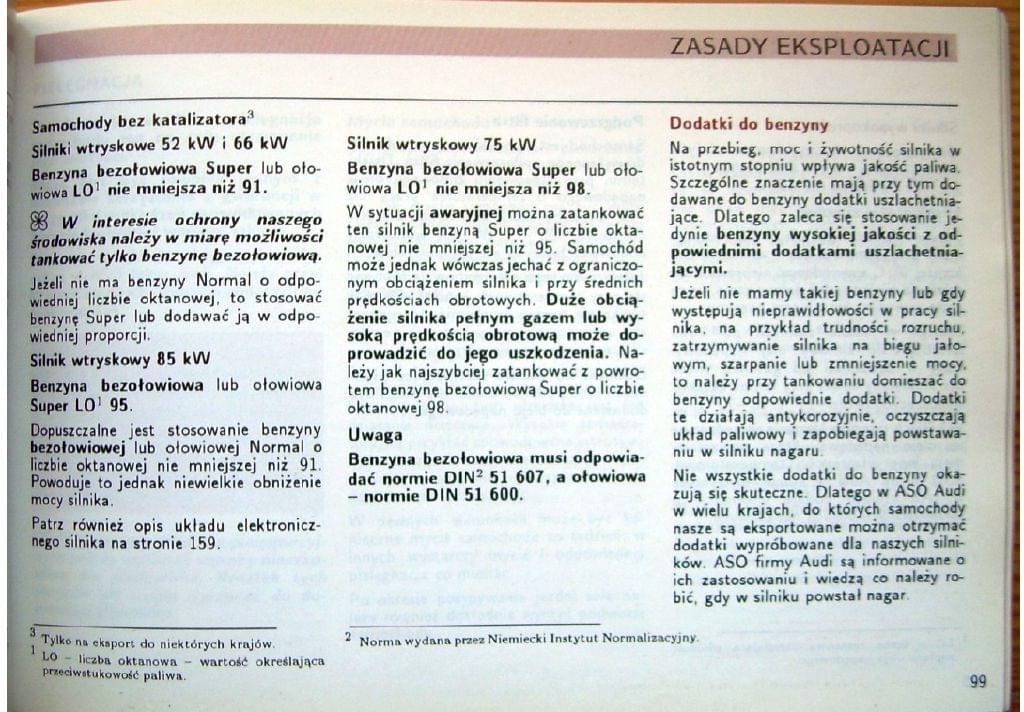 ZASADY EKSPLOATACJI
Samochody bez katalizatora³
Silniki wtryskowe 52 kW i 66 kW
Benzyna bezołowiowa Super lub oło-
wiowa LO¹ nie mniejsza niż 91.
W interesie ochrony naszego
środowiska należy w miarę możliwości
tankować tylko benzynę bezołowiową.
Jeżeli nie ma benzyny Normal o odpo-
wiedniej liczbie oktanowej, to stosować
benzynę Super lub dodawać ją w odpo-
wiedniej proporcji.
Silnik wtryskowy 85 kW
Benzyna bezołowiowa lub ołowiowa
Super LO¹ 95.
Dopuszczalne jest stosowanie benzyny
bezołowiowej lub ołowiowej Normal o
liczbie oktanowej nie mniejszej niż 91.
Powoduje to jednak niewielkie obniżenie
mocy silnika.
Patrz również opis układu elektronicz-
nego silnika na stronie 159.
³ Tylko na eksport do niektórych krajów.
¹ LO – liczba oktanowa – wartość określająca
przeciwstukowość paliwa.
Silnik wtryskowy 75 kW
Benzyna bezołowiowa Super lub oło-
wiowa LO¹ nie mniejsza niż 98.
W sytuacji awaryjnej można zatankować
ten silnik benzyną Super o liczbie okta-
nowej nie mniejszej niż 95. Samochód
może jednak wówczas jechać z ograniczo-
nym obciążeniem silnika i przy średnich
prędkościach obrotowych. Duże obcią-
żenie silnika pełnym gazem lub wy-
soką prędkością obrotową może do-
prowadzić do jego uszkodzenia. Na-
leży jak najszybciej zatankować z powro-
tem benzynę bezołowiową Super o liczbie
oktanowej 98.
Uwaga
Benzyna bezołowiowa musi odpowia-
dać normie DIN² 51 607, a ołowiowa
– normie DIN 51 600.
² Norma wydana przez Niemiecki Instytut Normalizacyjny.
Dodatki do benzyny
Na przebieg, moc i żywotność silnika w
istotnym stopniu wpływa jakość paliwa.
Szczególne znaczenie mają przy tym do-
dawane do benzyny dodatki uszlachetnia-
jące. Dlatego zaleca się stosowanie je-
dynie benzyny wysokiej jakości z od-
powiednimi dodatkami uszlachetnia-
jącymi.
Jeżeli nie mamy takiej benzyny lub gdy
występują nieprawidłowości w pracy sil-
nika, na przykład trudności rozruchu,
zatrzymywanie silnika na biegu jało-
wym, szarpanie lub zmniejszenie mocy,
to należy przy tankowaniu domieszać do
benzyny odpowiednie dodatki. Dodatki
te działają antykorozyjnie, oczyszczają
układ paliwowy i zapobiegają powstawa-
niu w silniku nagaru.
Nie wszystkie dodatki do benzyny oka-
zują się skuteczne. Dlatego w ASO Audi
w wielu krajach, do których samochody
nasze są eksportowane można otrzymać
dodatki wypróbowane dla naszych silni-
ków. ASO firmy Audi są informowane o
ich zastosowaniu i wiedzą co należy ro-
bić, gdy w silniku powstał nagar.
99